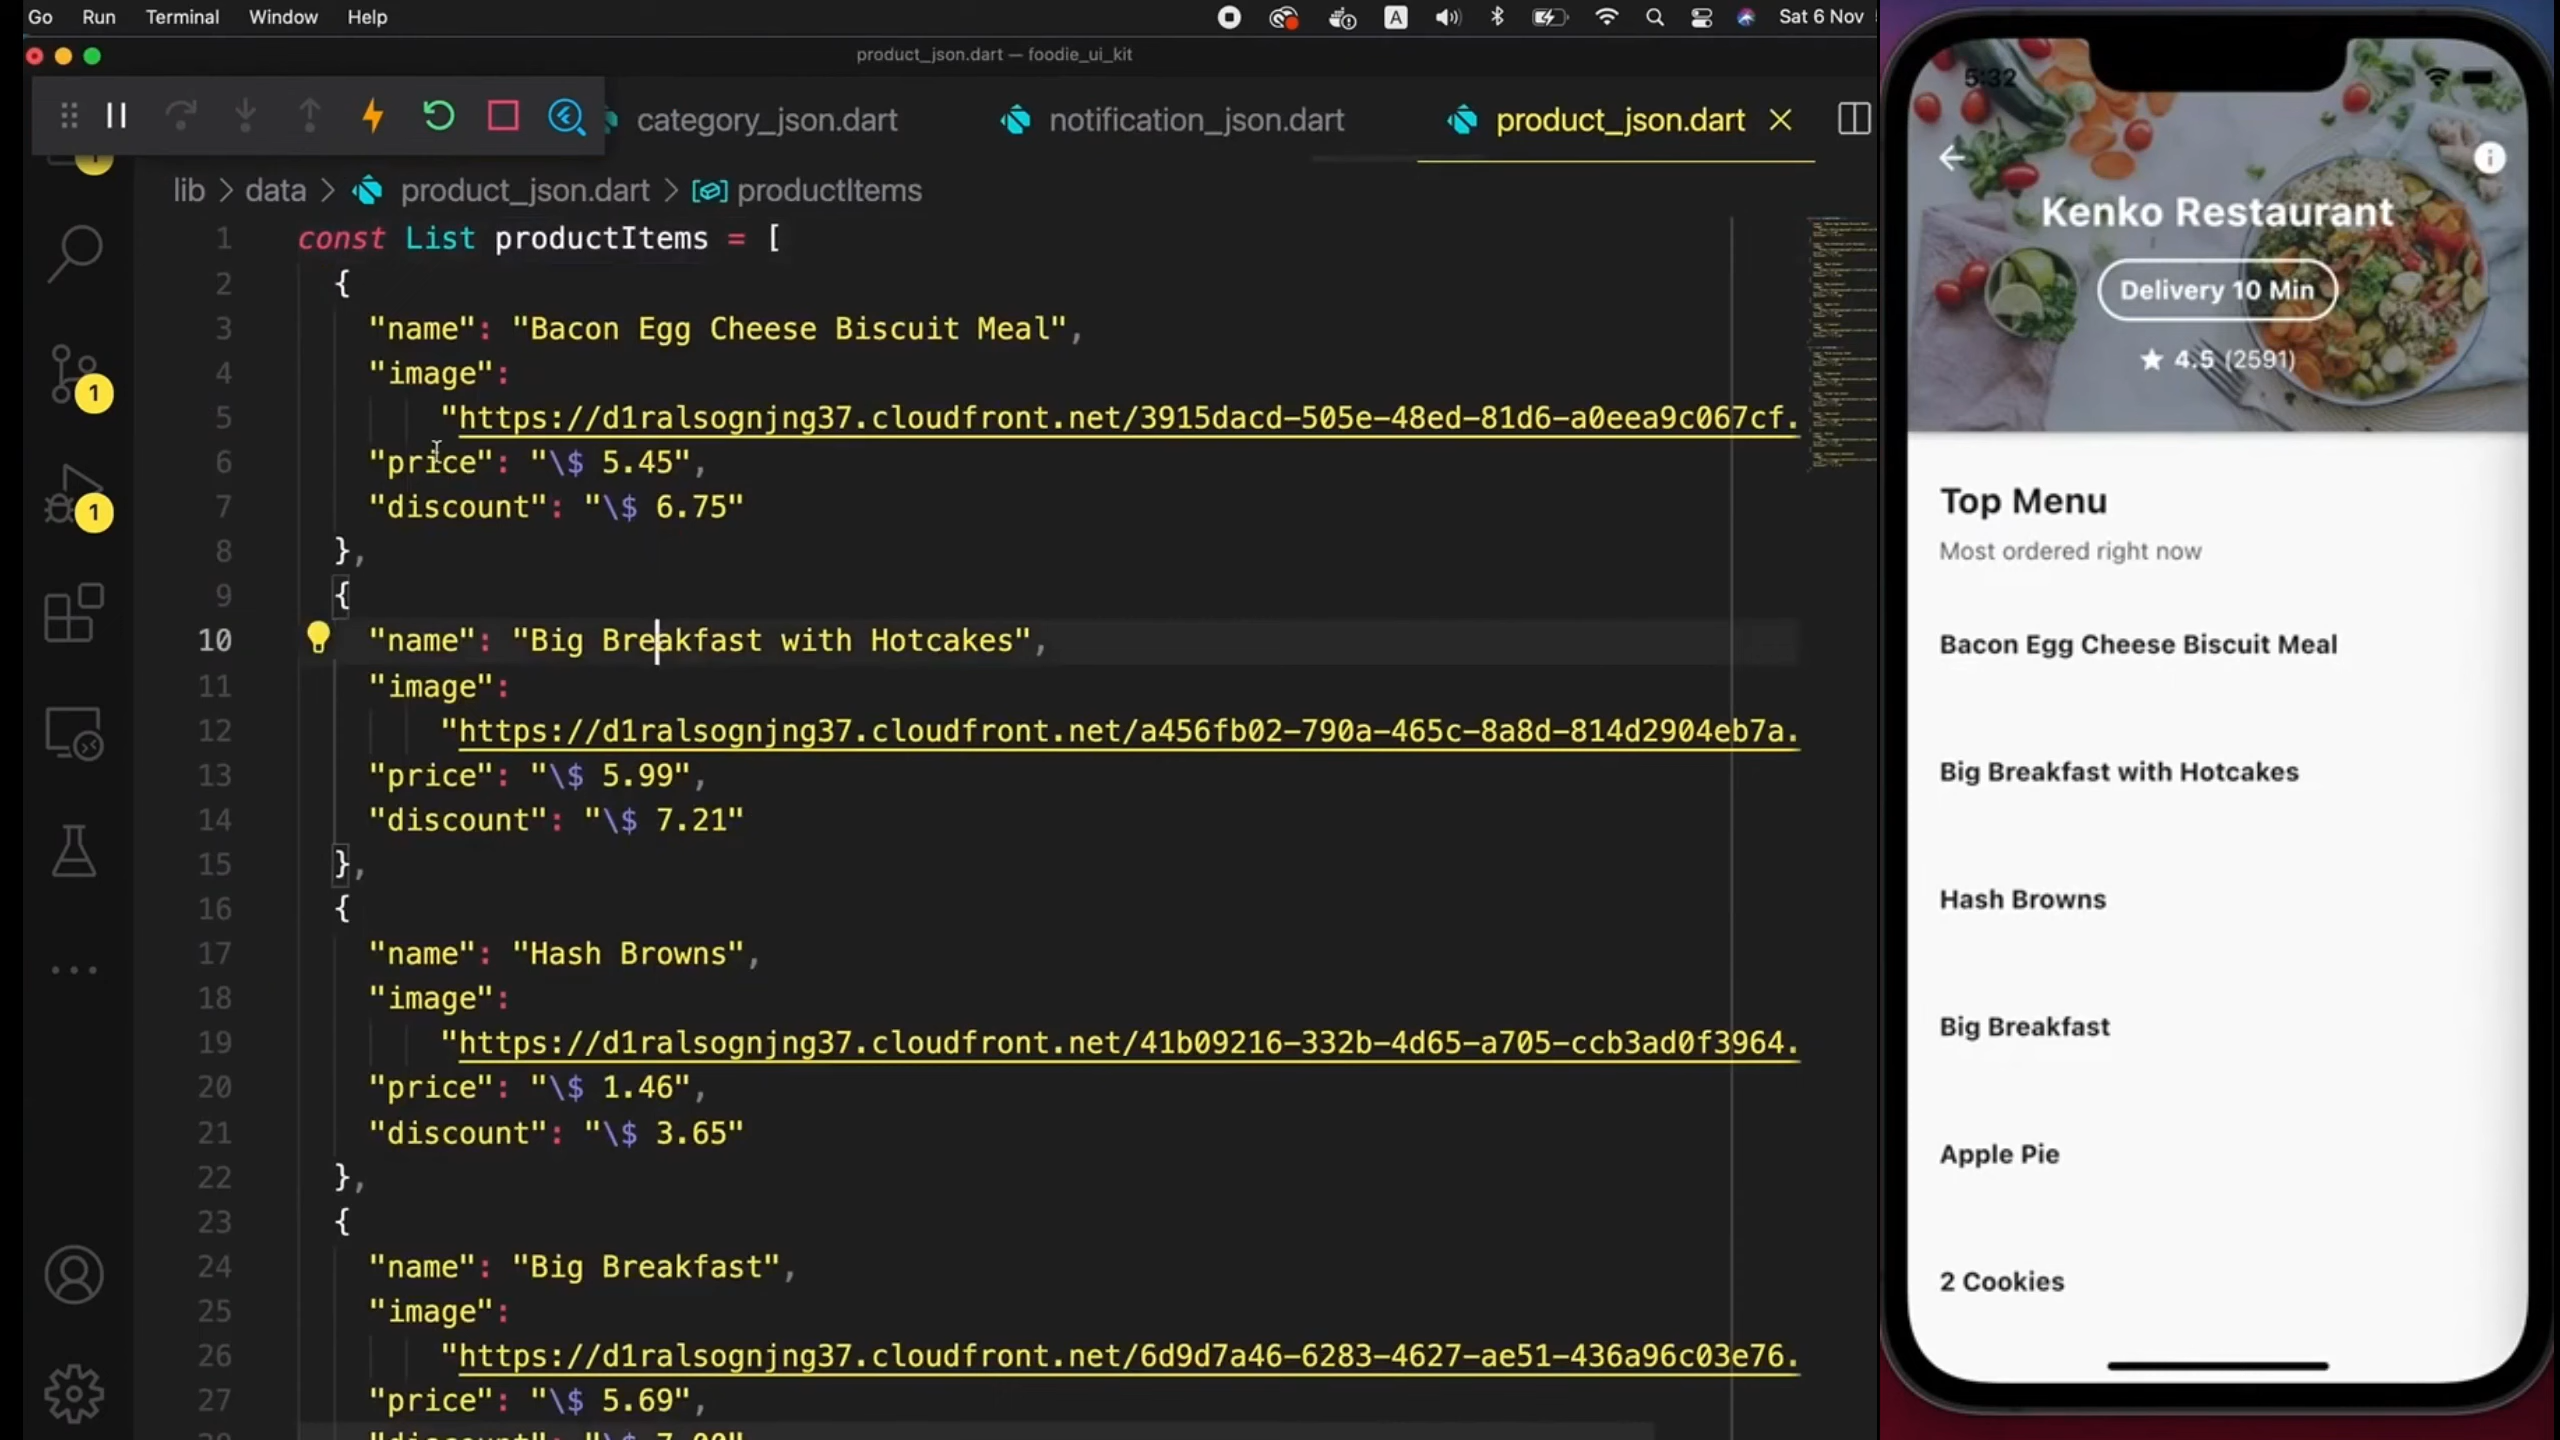 Go Run Terminal Window Help
A
Sat 6 Nov
product_json.dart — foodie_ui_kit
category_json.dart
notification_json.dart
product_json.dart
lib > data > product_json.dart > productItems
1 const List productItems = [
2 {
3 "name": "Bacon Egg Cheese Biscuit Meal",
4 "image":
5 "https://d1ralsognjng37.cloudfront.net/3915dacd-505e-48ed-81d6-a0eea9c067cf.
6 "price": "\$ 5.45",
7 "discount": "\$ 6.75"
8 },
9 {
10 "name": "Big Breakfast with Hotcakes",
11 "image":
12 "https://d1ralsognjng37.cloudfront.net/a456fb02-790a-465c-8a8d-814d2904eb7a.
13 "price": "\$ 5.99",
14 "discount": "\$ 7.21"
15 },
16 {
17 "name": "Hash Browns",
18 "image":
19 "https://d1ralsognjng37.cloudfront.net/41b09216-332b-4d65-a705-ccb3ad0f3964.
20 "price": "\$ 1.46",
21 "discount": "\$ 3.65"
22 },
23 {
24 "name": "Big Breakfast",
25 "image":
26 "https://d1ralsognjng37.cloudfront.net/6d9d7a46-6283-4627-ae51-436a96c03e76.
27 "price": "\$ 5.69",
1
1
5:32
Kenko Restaurant
Delivery 10 Min
4.5 (2591)
Top Menu
Most ordered right now
Bacon Egg Cheese Biscuit Meal
Big Breakfast with Hotcakes
Hash Browns
Big Breakfast
Apple Pie
2 Cookies